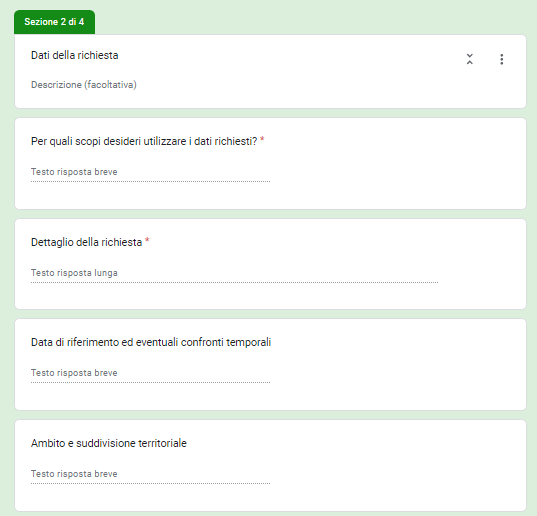 Sezione 2 di 4
Dati della richiesta
Descrizione (facoltativa)
Per quali scopi desideri utilizzare i dati richiesti? *
Testo risposta breve
Dettaglio della richiesta *
Testo risposta lunga
Data di riferimento ed eventuali confronti temporali
Testo risposta breve
Ambito e suddivisione territoriale
Testo risposta breve